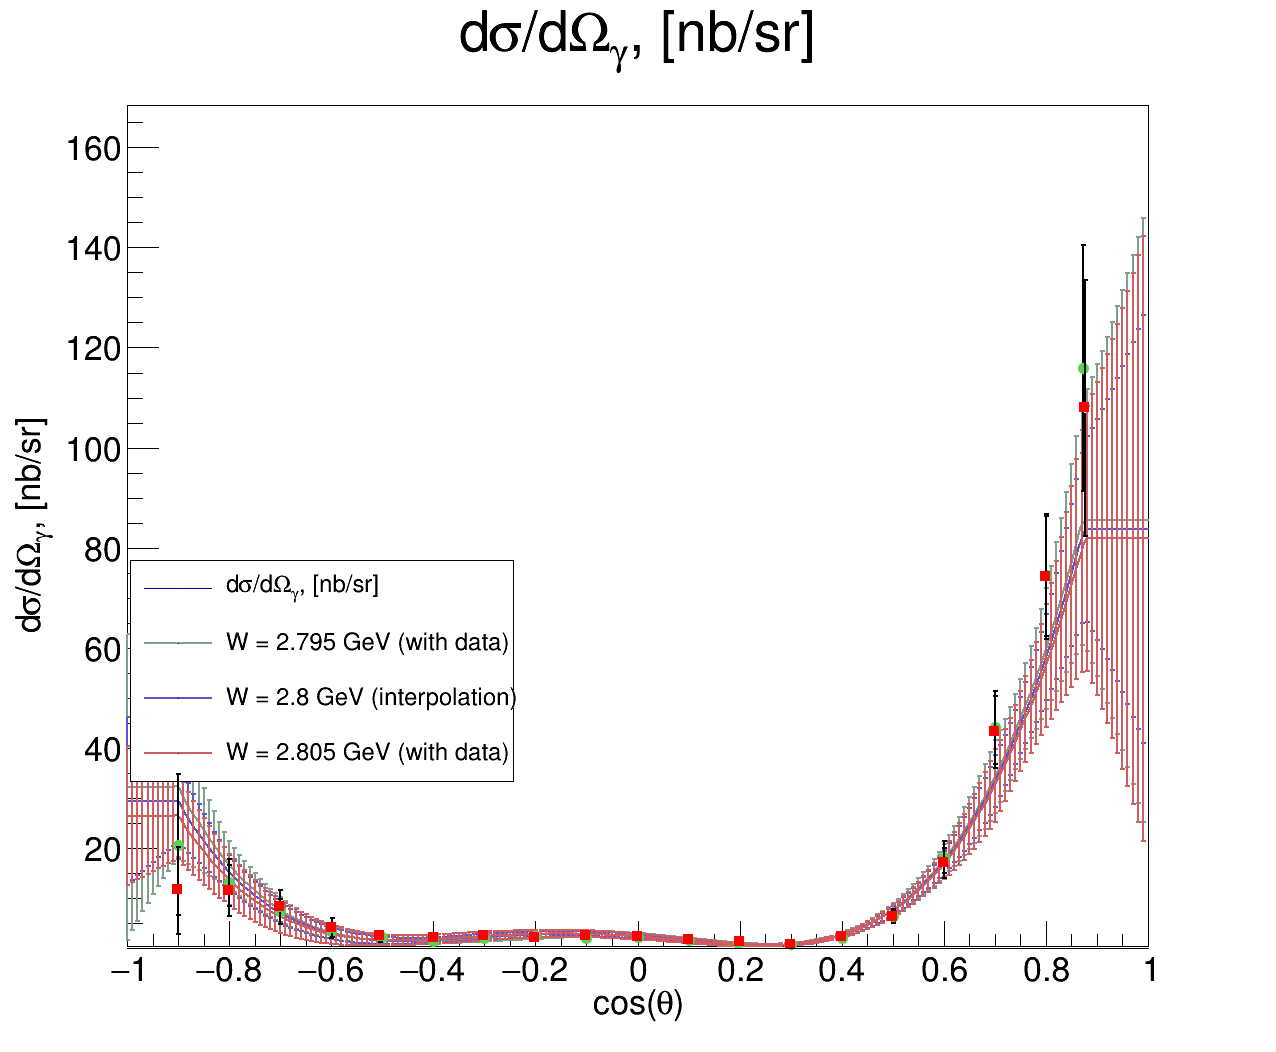 dσ/dΩγ, [nb/sr]
dσ/dΩγ, [nb/sr]
160
140
120
100
80
60
40
20
dσ/dΩγ, [nb/sr]
W = 2.795 GeV (with data)
W = 2.8 GeV (interpolation)
W = 2.805 GeV (with data)
−1 −0.8 −0.6 −0.4 −0.2 0 0.2 0.4 0.6 0.8 1
cos(θ)